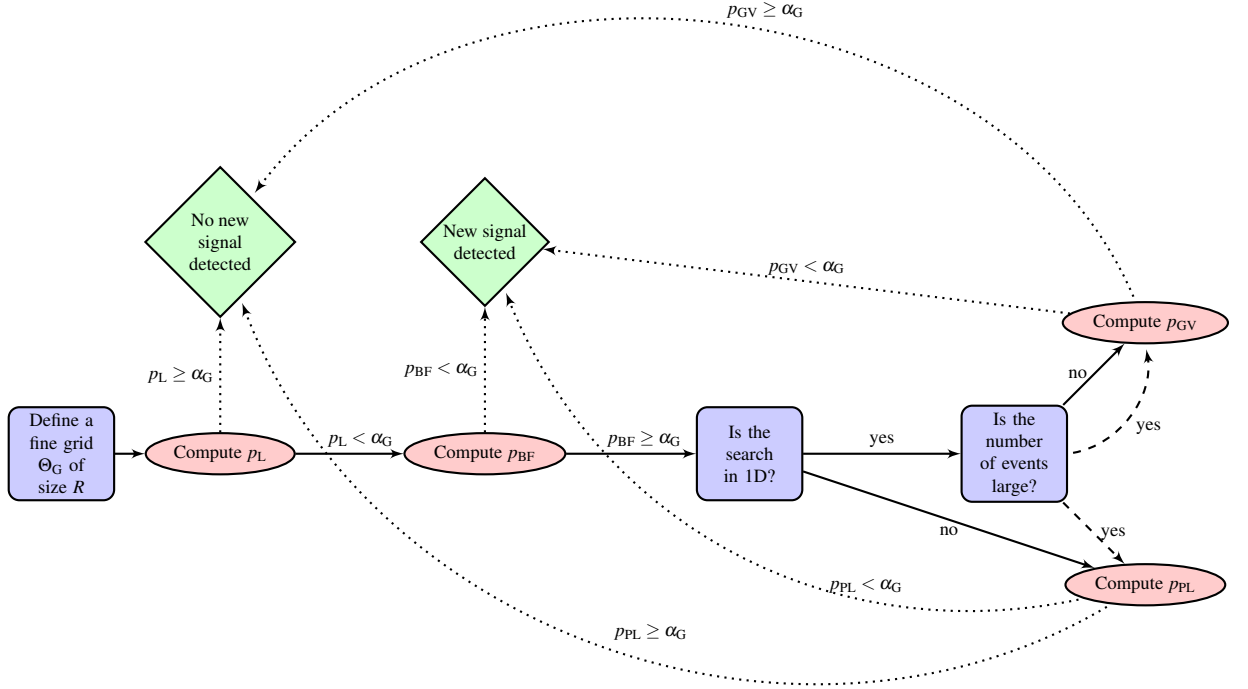 p_GV ≥ α_G
No new
signal
detected
New signal
detected
p_GV < α_G
Compute p_GV
p_L ≥ α_G
p_BF < α_G
no
yes
Define a
fine grid
Θ_G of
size R
Compute p_L
p_L < α_G
Compute p_BF
p_BF ≥ α_G
Is the
search
in 1D?
yes
Is the
number
of events
large?
no
yes
p_PL < α_G
Compute p_PL
p_PL ≥ α_G